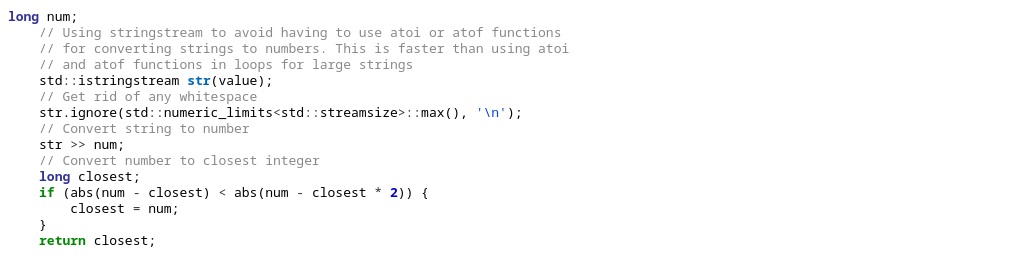 long num;
    // Using stringstream to avoid having to use atoi or atof functions
    // for converting strings to numbers. This is faster than using atoi
    // and atof functions in loops for large strings
    std::istringstream str(value);
    // Get rid of any whitespace
    str.ignore(std::numeric_limits<std::streamsize>::max(), '\n');
    // Convert string to number
    str >> num;
    // Convert number to closest integer
    long closest;
    if (abs(num - closest) < abs(num - closest * 2)) {
        closest = num;
    }
    return closest;